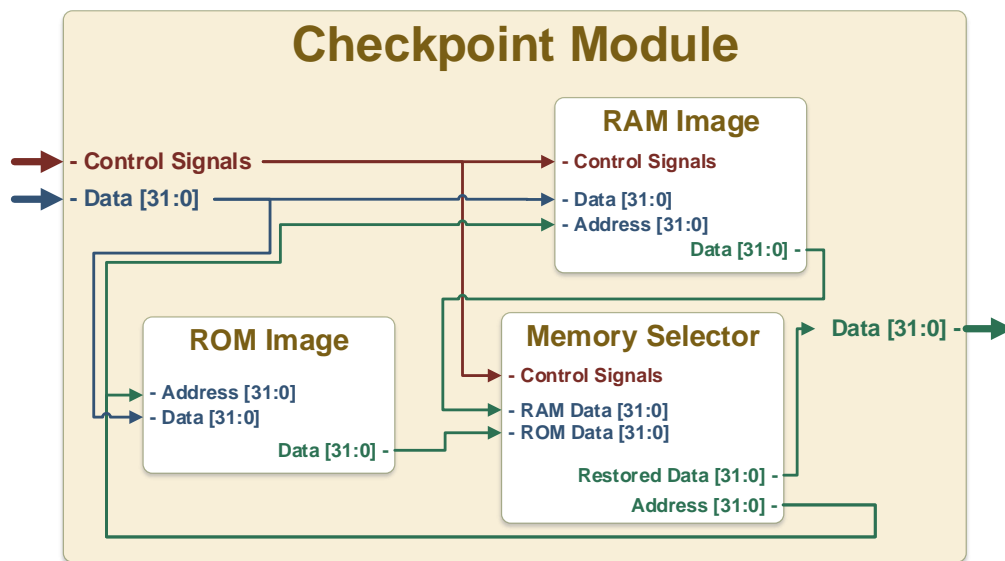 Checkpoint Module
RAM Image
- Control Signals
- Control Signals
- Data [31:0]
- Data [31:0]
- Address [31:0]
Data [31:0] -
ROM Image
Memory Selector
Data [31:0] -
- Control Signals
- Address [31:0]
- Data [31:0]
- RAM Data [31:0]
- ROM Data [31:0]
Data [31:0] -
Restored Data [31:0] -
Address [31:0] -